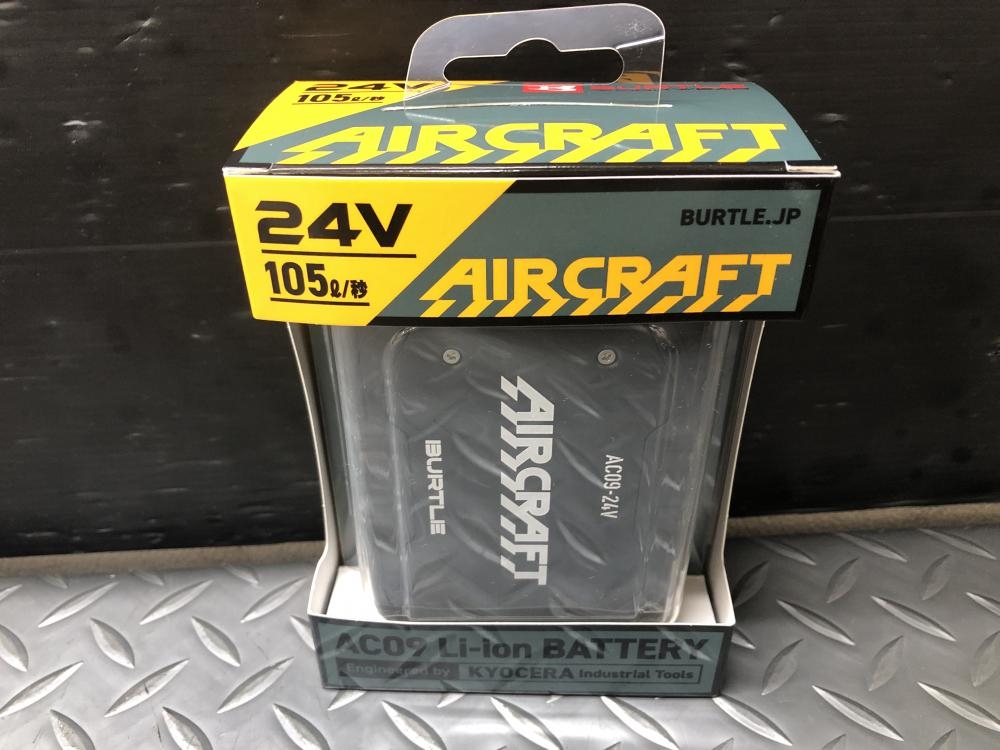 24V
105ℓ/秒
BURTLE
AIRCRAFT
24V
105ℓ/秒
BURTLE.JP
AIRCRAFT
AIRCRAFT
BURTLE
AC09-24V
AC09 Li-Ion BATTERY
Engineered by KYOCERA Industrial Tools